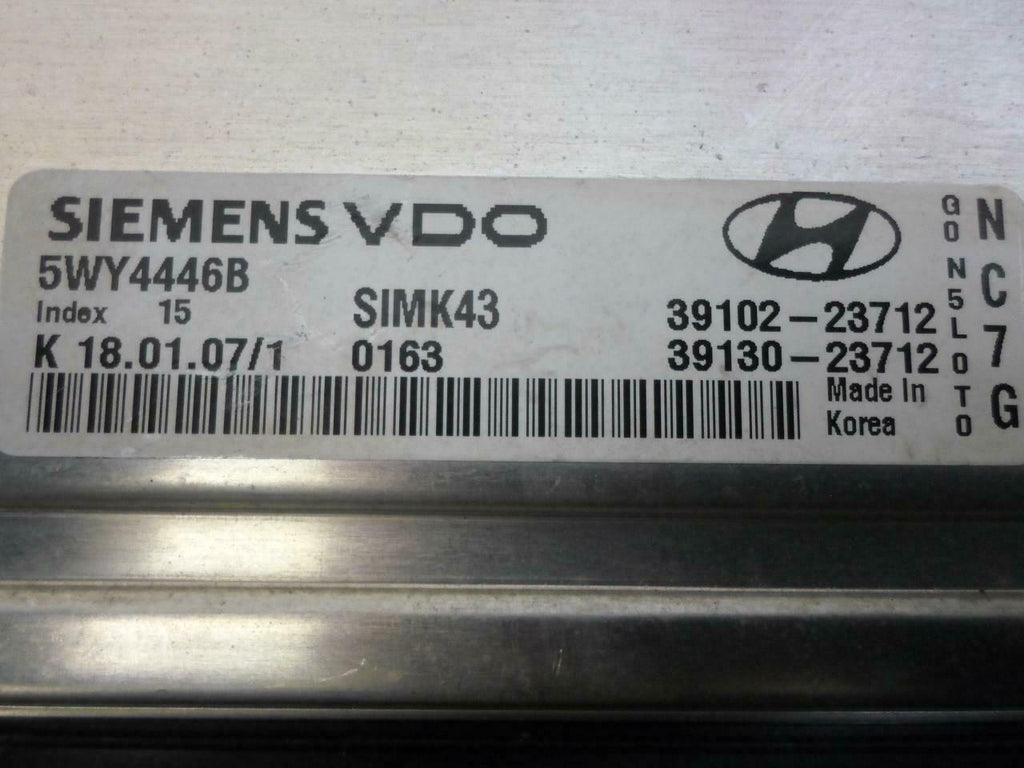 SIEMENS VDO
5WY4446B
Index 15
SIMK43
39102-23712
K 18.01.07/1
0163
39130-23712
Made In
Korea
G0N5L0T0
NC7G